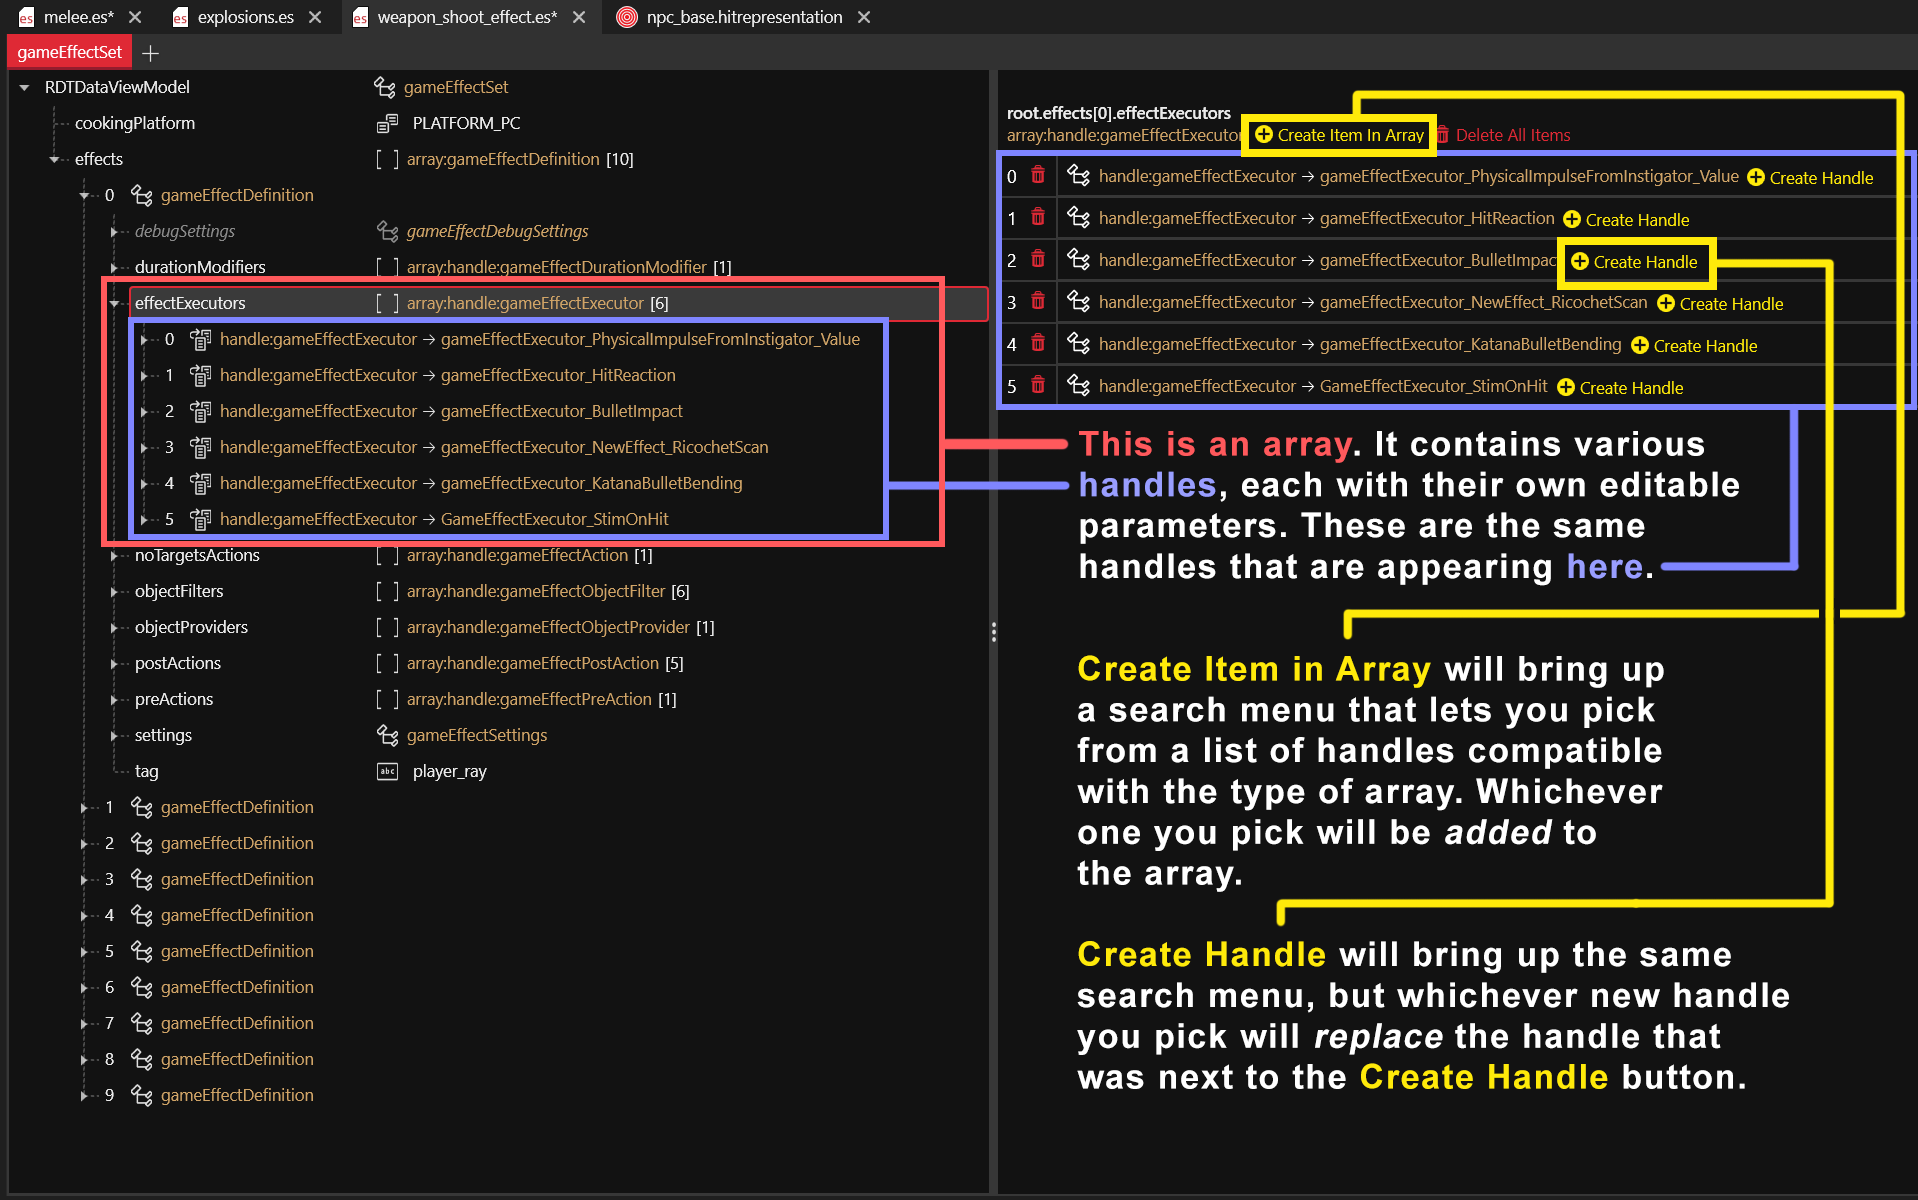 melee.es* explosions.es weapon_shoot_effect.es* npc_base.hitrepresentation
gameEffectSet
RDTDataViewModel gameEffectSet
cookingPlatform PLATFORM_PC
effects [ ] array:gameEffectDefinition [10]
0 gameEffectDefinition
debugSettings gameEffectDebugSettings
durationModifiers [ ] array:handle:gameEffectDurationModifier [1]
effectExecutors [ ] array:handle:gameEffectExecutor [6]
0 handle:gameEffectExecutor → gameEffectExecutor_PhysicalImpulseFromInstigator_Value
1 handle:gameEffectExecutor → gameEffectExecutor_HitReaction
2 handle:gameEffectExecutor → gameEffectExecutor_BulletImpact
3 handle:gameEffectExecutor → gameEffectExecutor_NewEffect_RicochetScan
4 handle:gameEffectExecutor → gameEffectExecutor_KatanaBulletBending
5 handle:gameEffectExecutor → GameEffectExecutor_StimOnHit
noTargetsActions [ ] array:handle:gameEffectAction [1]
objectFilters [ ] array:handle:gameEffectObjectFilter [6]
objectProviders [ ] array:handle:gameEffectObjectProvider [1]
postActions [ ] array:handle:gameEffectPostAction [5]
preActions [ ] array:handle:gameEffectPreAction [1]
settings gameEffectSettings
tag abc player_ray
1 gameEffectDefinition
2 gameEffectDefinition
3 gameEffectDefinition
4 gameEffectDefinition
5 gameEffectDefinition
6 gameEffectDefinition
7 gameEffectDefinition
8 gameEffectDefinition
9 gameEffectDefinition
root.effects[0].effectExecutors
array:handle:gameEffectExecutor Create Item In Array Delete All Items
0 handle:gameEffectExecutor → gameEffectExecutor_PhysicalImpulseFromInstigator_Value Create Handle
1 handle:gameEffectExecutor → gameEffectExecutor_HitReaction Create Handle
2 handle:gameEffectExecutor → gameEffectExecutor_BulletImpac Create Handle
3 handle:gameEffectExecutor → gameEffectExecutor_NewEffect_RicochetScan Create Handle
4 handle:gameEffectExecutor → gameEffectExecutor_KatanaBulletBending Create Handle
5 handle:gameEffectExecutor → GameEffectExecutor_StimOnHit Create Handle
This is an array. It contains various
handles, each with their own editable
parameters. These are the same
handles that are appearing here.
Create Item in Array will bring up
a search menu that lets you pick
from a list of handles compatible
with the type of array. Whichever
one you pick will be added to
the array.
Create Handle will bring up the same
search menu, but whichever new handle
you pick will replace the handle that
was next to the Create Handle button.